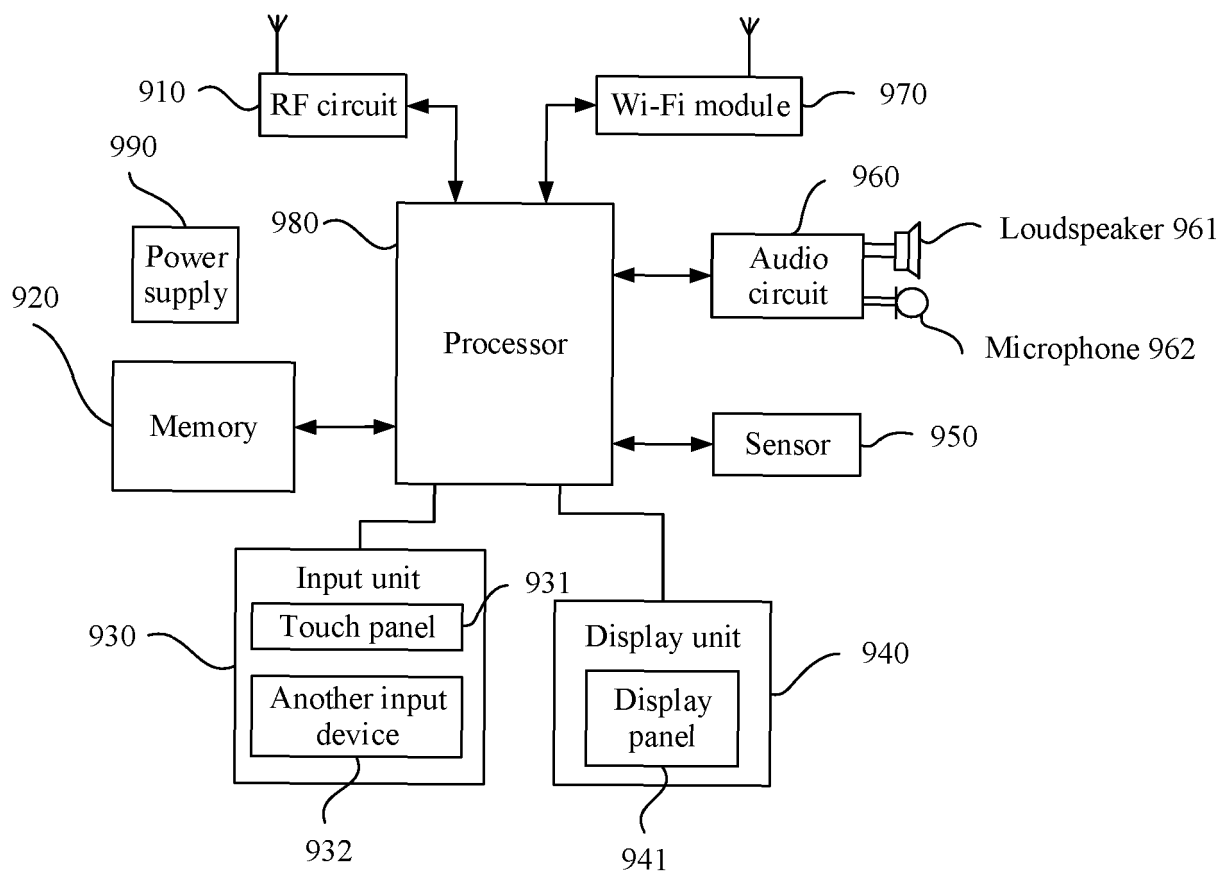 910
RF circuit
Wi-Fi module
970
990
Power
supply
980
960
Audio
circuit
Loudspeaker 961
Microphone 962
920
Memory
Processor
Sensor
950
Input unit
931
Touch panel
930
Another input
device
932
Display unit
940
Display
panel
941